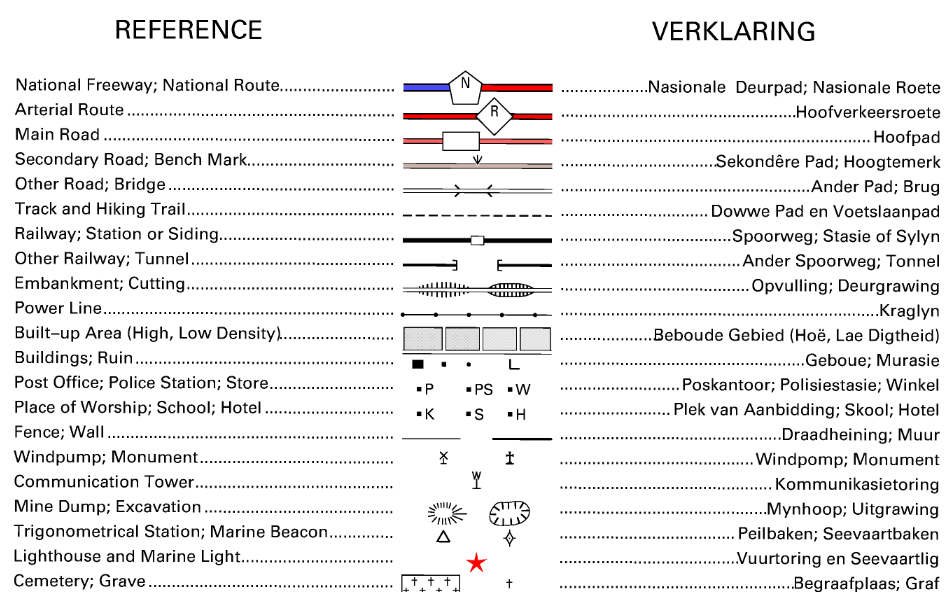 REFERENCE VERKLARING
National Freeway; National Route N Nasionale Deurpad; Nasionale Roete
Arterial Route R Hoofverkeersroete
Main Road Hoofpad
Secondary Road; Bench Mark Sekondêre Pad; Hoogtemerk
Other Road; Bridge Ander Pad; Brug
Track and Hiking Trail Dowwe Pad en Voetslaanpad
Railway; Station or Siding Spoorweg; Stasie of Sylyn
Other Railway; Tunnel Ander Spoorweg; Tonnel
Embankment; Cutting Opvulling; Deurgrawing
Power Line Kraglyn
Built-up Area (High, Low Density) Beboude Gebied (Hoë, Lae Digtheid)
Buildings; Ruin Geboue; Murasie
Post Office; Police Station; Store P PS W Poskantoor; Polisiestasie; Winkel
Place of Worship; School; Hotel K S H Plek van Aanbidding; Skool; Hotel
Fence; Wall Draadheining; Muur
Windpump; Monument Windpomp; Monument
Communication Tower Kommunikasietoring
Mine Dump; Excavation Mynhoop; Uitgrawing
Trigonometrical Station; Marine Beacon Peilbaken; Seevaartbaken
Lighthouse and Marine Light Vuurtoring en Seevaartlig
Cemetery; Grave Begraafplaas; Graf